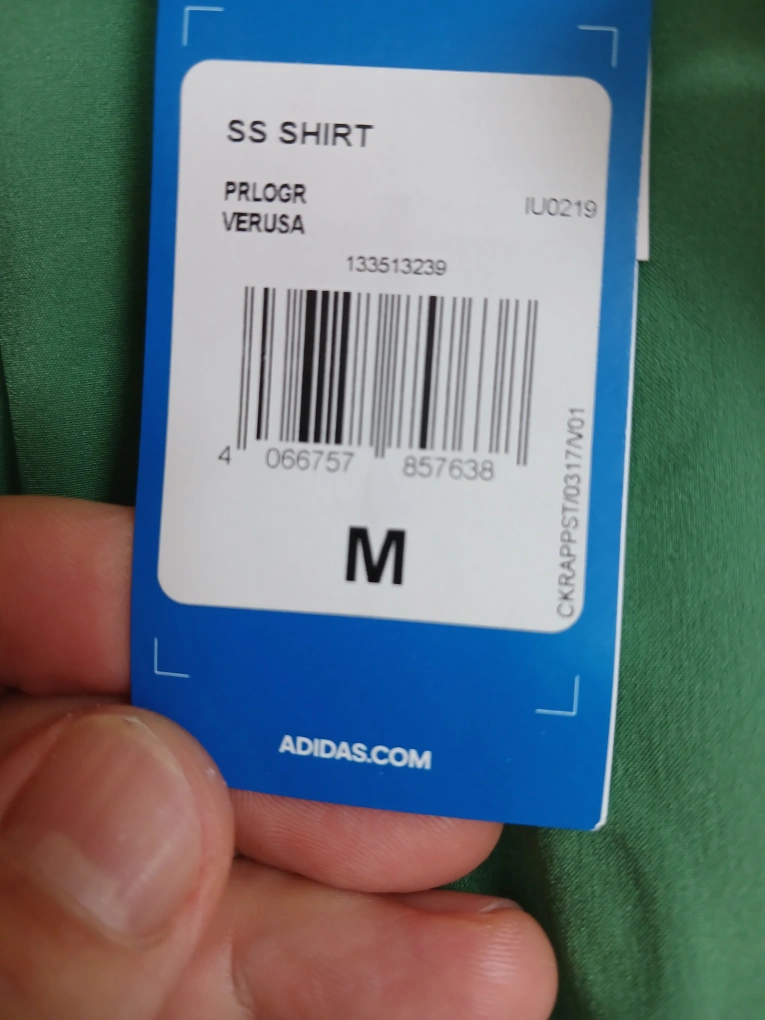 SS SHIRT
PRLOGR
VERUSA
IU0219
133513239
4 066757 857638
CKRAPPST/0317/V01
M
ADIDAS.COM